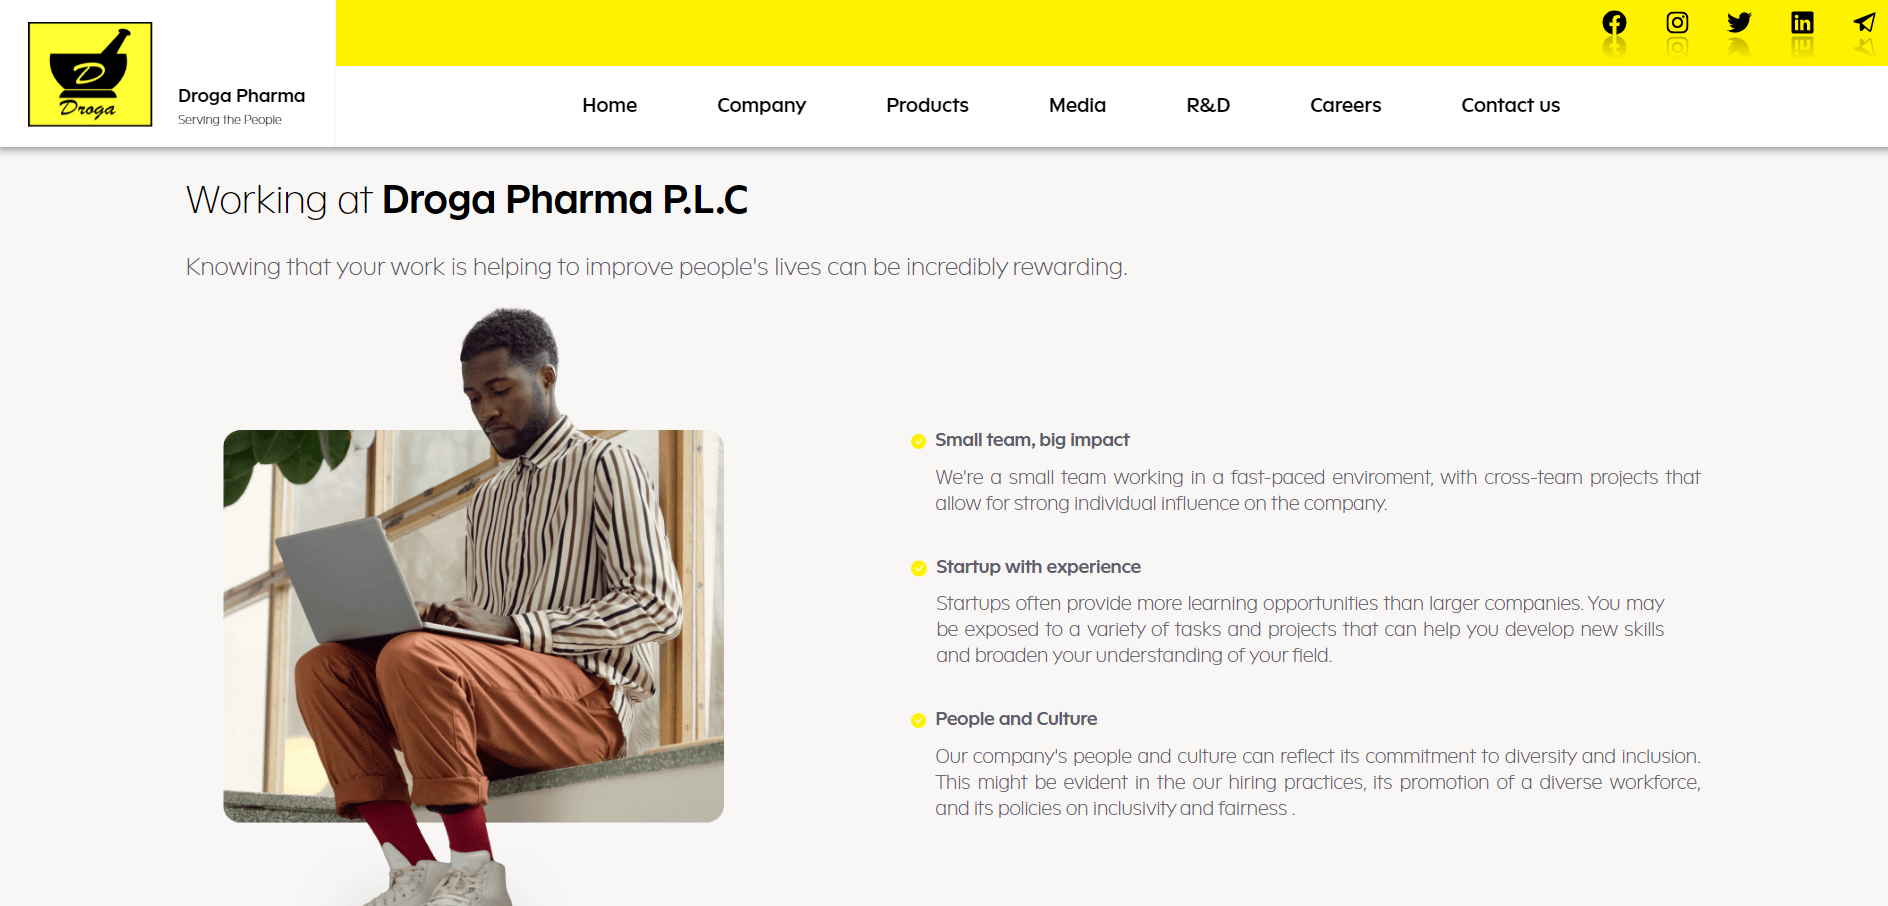 D
Droga
Droga Pharma
Serving the People
Home Company Products Media R&D Careers Contact us
Working at Droga Pharma P.L.C
Knowing that your work is helping to improve people's lives can be incredibly rewarding.
Small team, big impact
We're a small team working in a fast-paced enviroment, with cross-team projects that
allow for strong individual influence on the company.
Startup with experience
Startups often provide more learning opportunities than larger companies. You may
be exposed to a variety of tasks and projects that can help you develop new skills
and broaden your understanding of your field.
People and Culture
Our company's people and culture can reflect its commitment to diversity and inclusion.
This might be evident in the our hiring practices, its promotion of a diverse workforce,
and its policies on inclusivity and fairness .